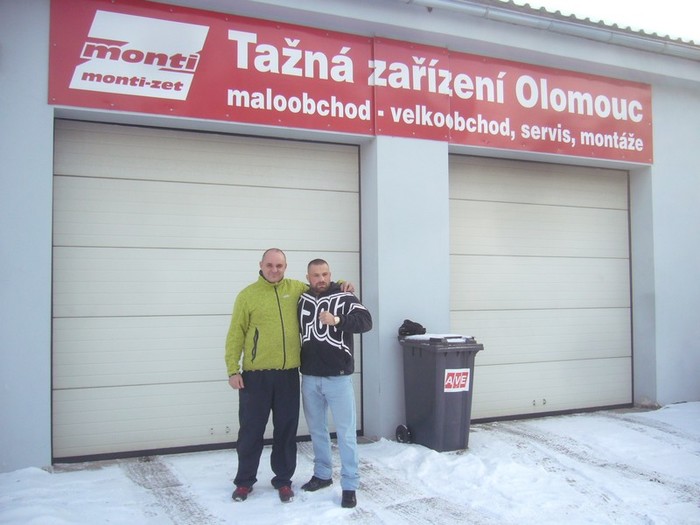 monti
monti-zet
Tažná zařízení Olomouc
maloobchod - velkoobchod, servis, montáže
AVE